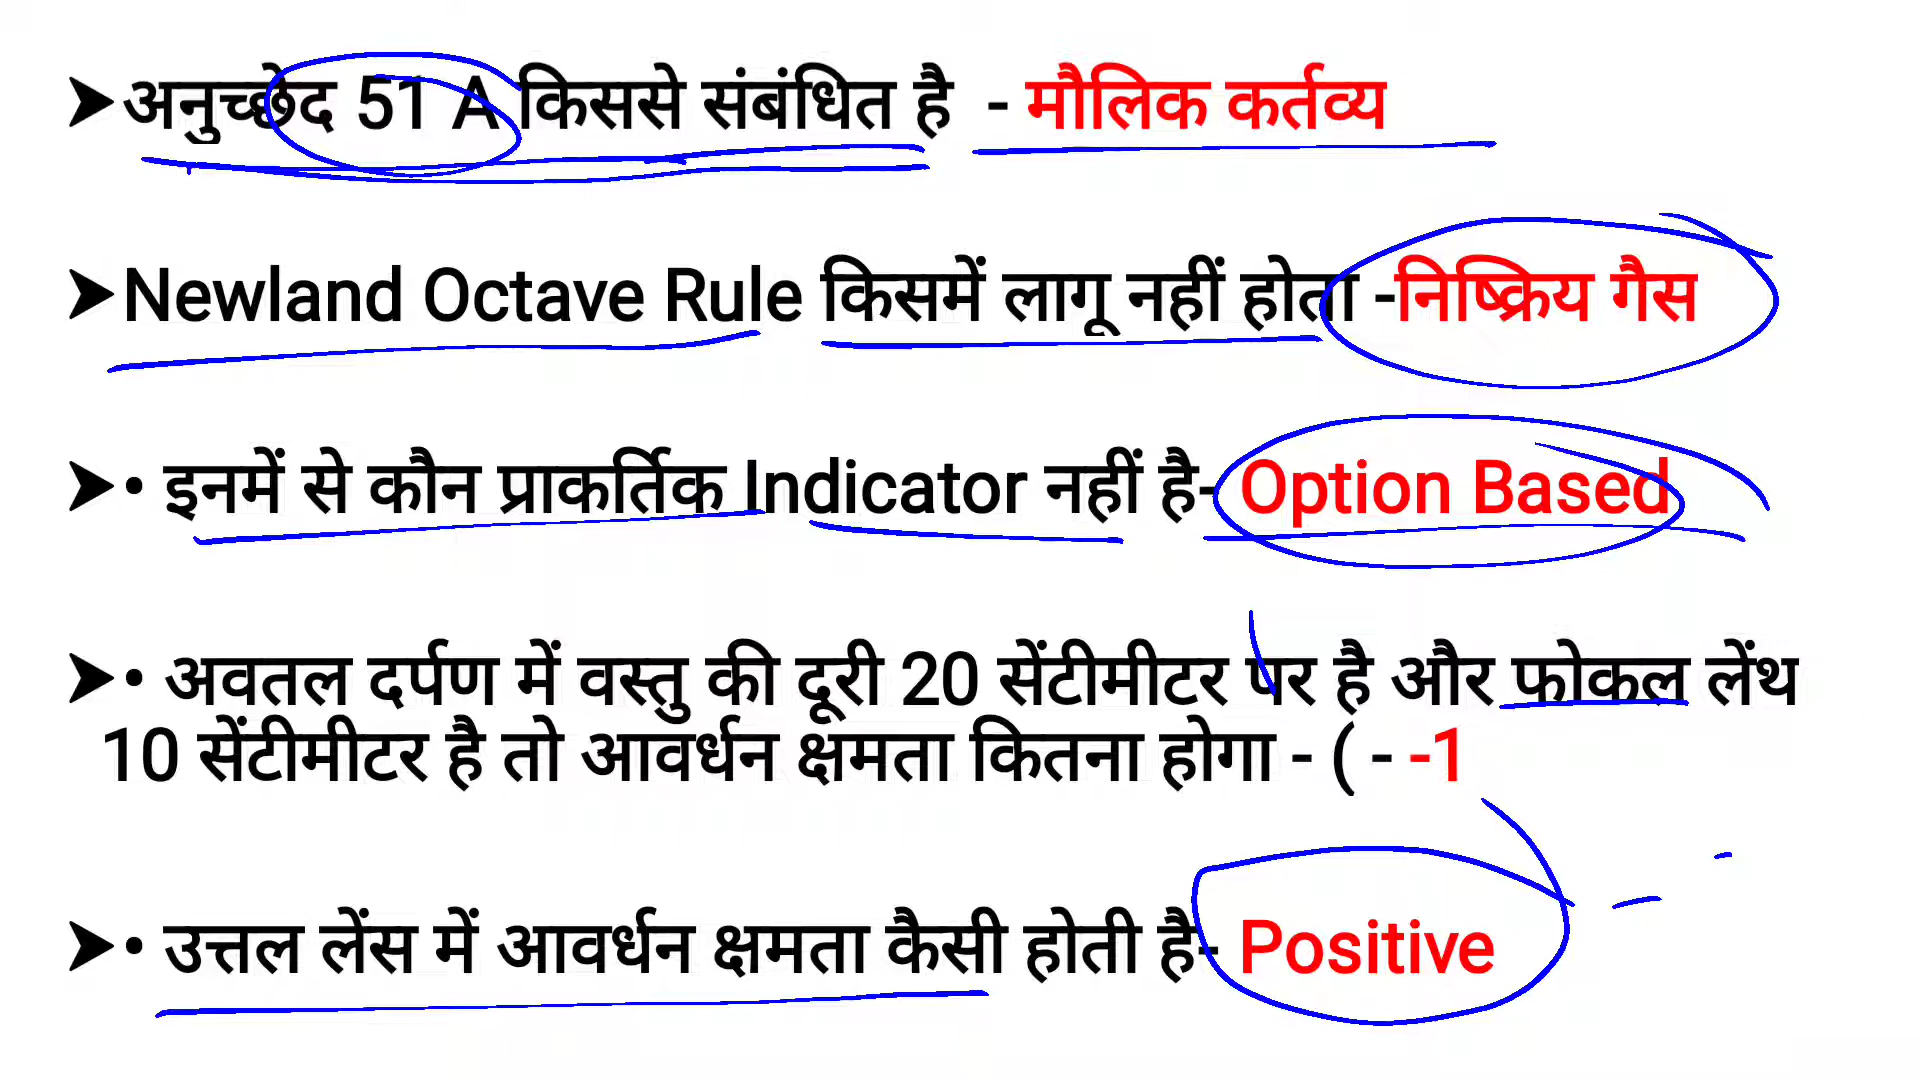 ➤अनुच्छेद 51 A किससे संबंधित है - मौलिक कर्तव्य
➤Newland Octave Rule किसमें लागू नहीं होता -निष्क्रिय गैस
➤• इनमें से कौन प्राकर्तिक Indicator नहीं है- Option Based
➤• अवतल दर्पण में वस्तु की दूरी 20 सेंटीमीटर पर है और फोकल लेंथ
10 सेंटीमीटर है तो आवर्धन क्षमता कितना होगा - ( - -1
➤• उत्तल लेंस में आवर्धन क्षमता कैसी होती है- Positive